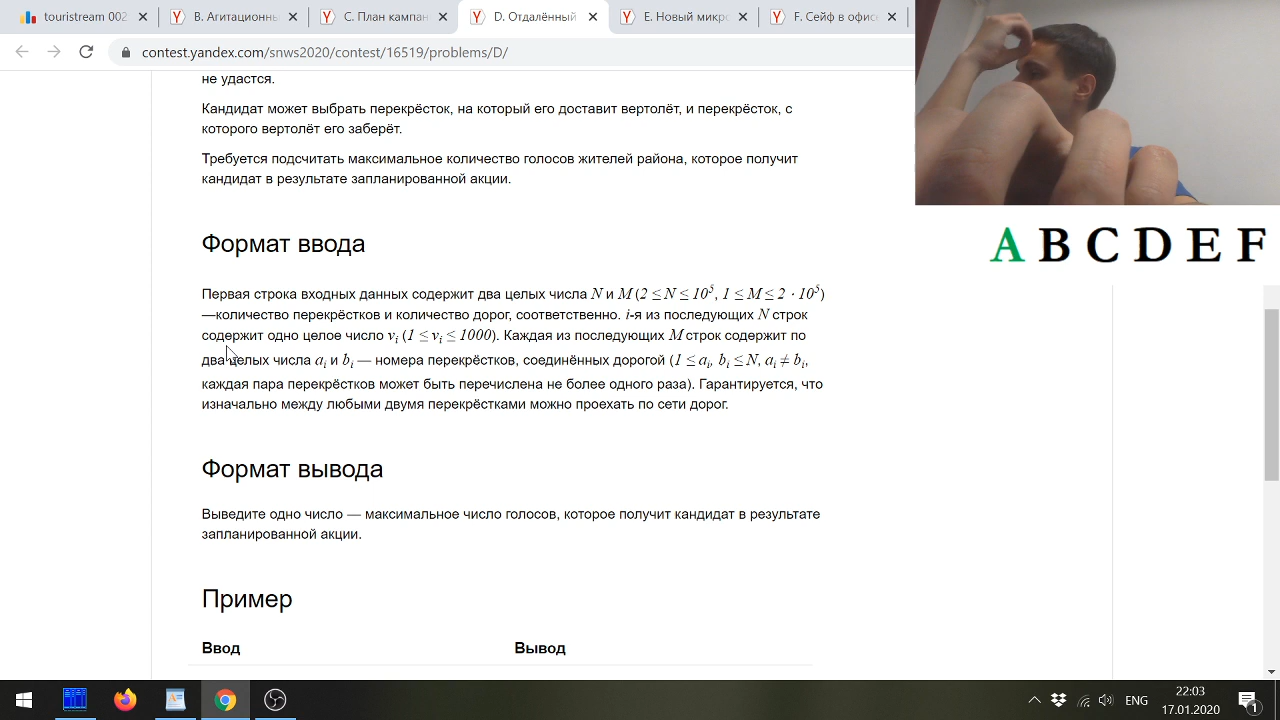 touristream 002
B. Агитационны
C. План кампан
D. Отдалённый
E. Новый микро
F. Сейф в офис
contest.yandex.com/snws2020/contest/16519/problems/D/
не удастся.
Кандидат может выбрать перекрёсток, на который его доставит вертолёт, и перекрёсток, с
которого вертолёт его заберёт.
Требуется подсчитать максимальное количество голосов жителей района, которое получит
кандидат в результате запланированной акции.
A B C D E F
Формат ввода
Первая строка входных данных содержит два целых числа N и M (2 ≤ N ≤ 10⁵, 1 ≤ M ≤ 2 · 10⁵)
—количество перекрёстков и количество дорог, соответственно. i-я из последующих N строк
содержит одно целое число vᵢ (1 ≤ vᵢ ≤ 1000). Каждая из последующих M строк содержит по
два целых числа aᵢ и bᵢ — номера перекрёстков, соединённых дорогой (1 ≤ aᵢ, bᵢ ≤ N, aᵢ ≠ bᵢ,
каждая пара перекрёстков может быть перечислена не более одного раза). Гарантируется, что
изначально между любыми двумя перекрёстками можно проехать по сети дорог.
Формат вывода
Выведите одно число — максимальное число голосов, которое получит кандидат в результате
запланированной акции.
Пример
Ввод Вывод
ENG
22:03
17.01.2020
1